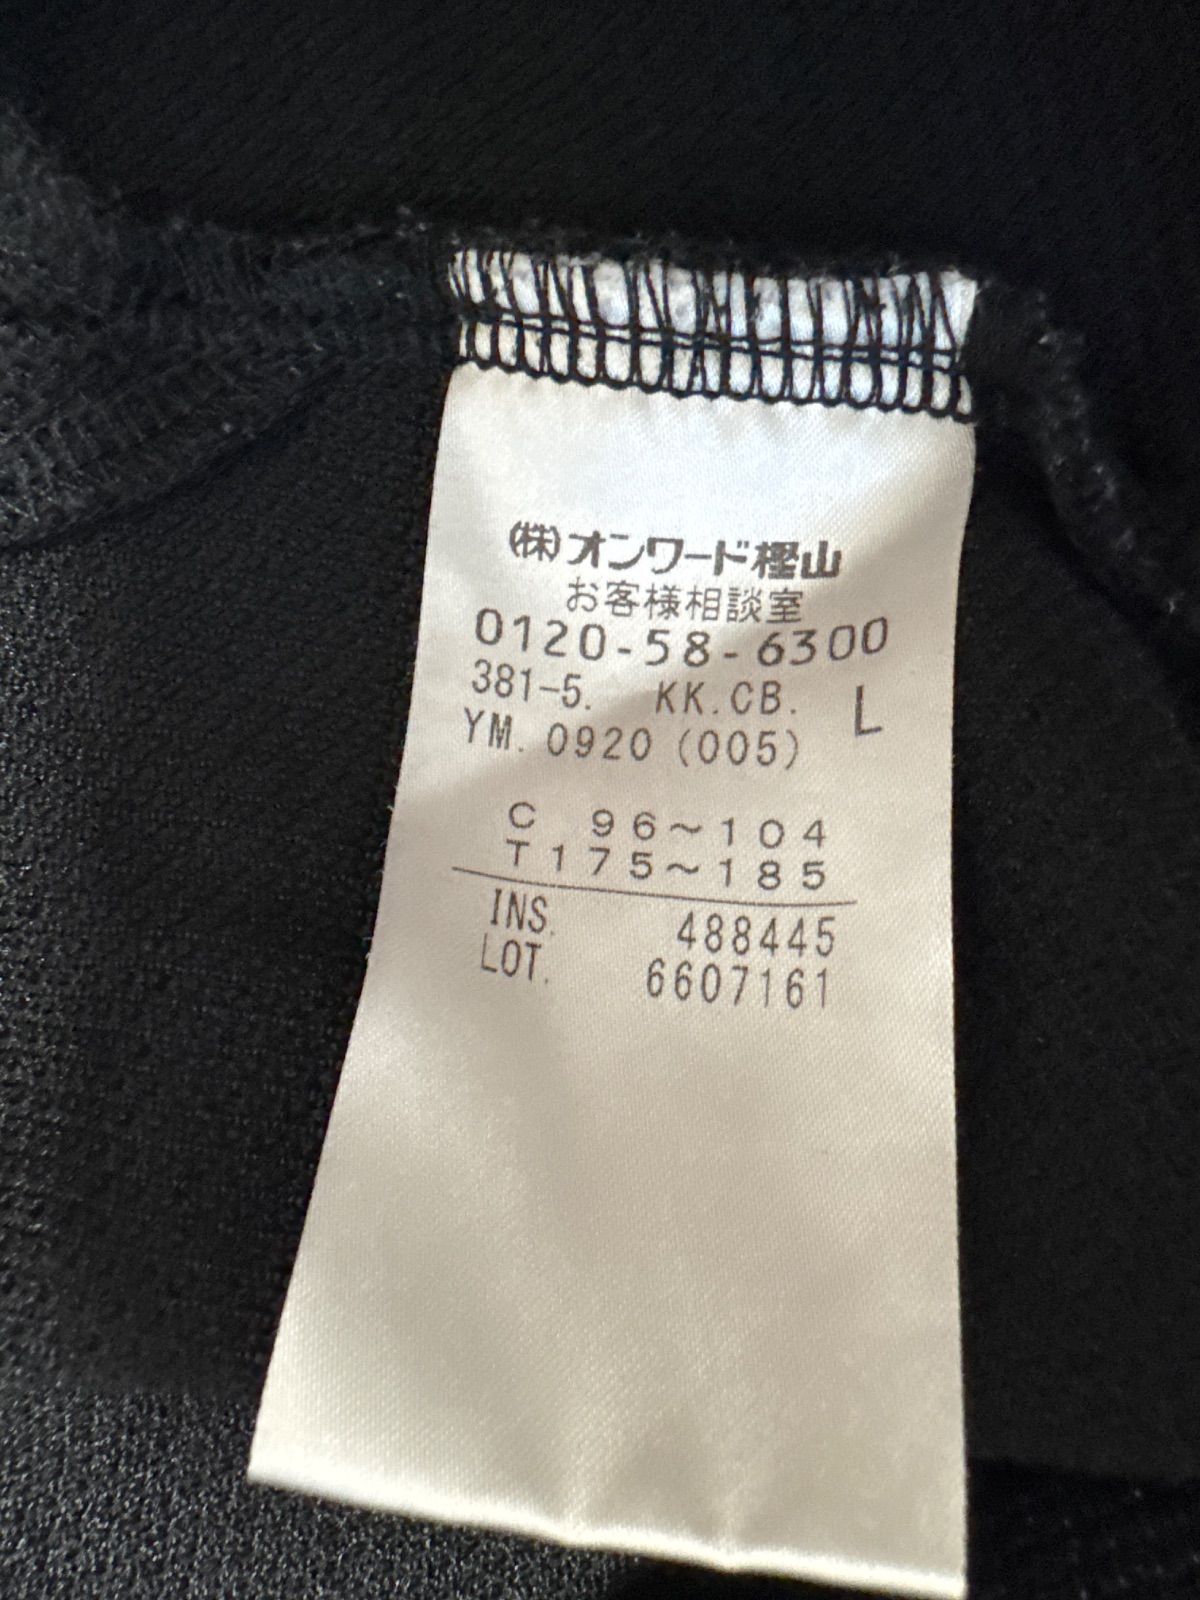 (株)オンワード樫山
お客様相談室
0120-58-6300
381-5. KK.CB. L
YM. 0920 (005)
C 96〜104
T 175〜185
INS. 488445
LOT. 6607161